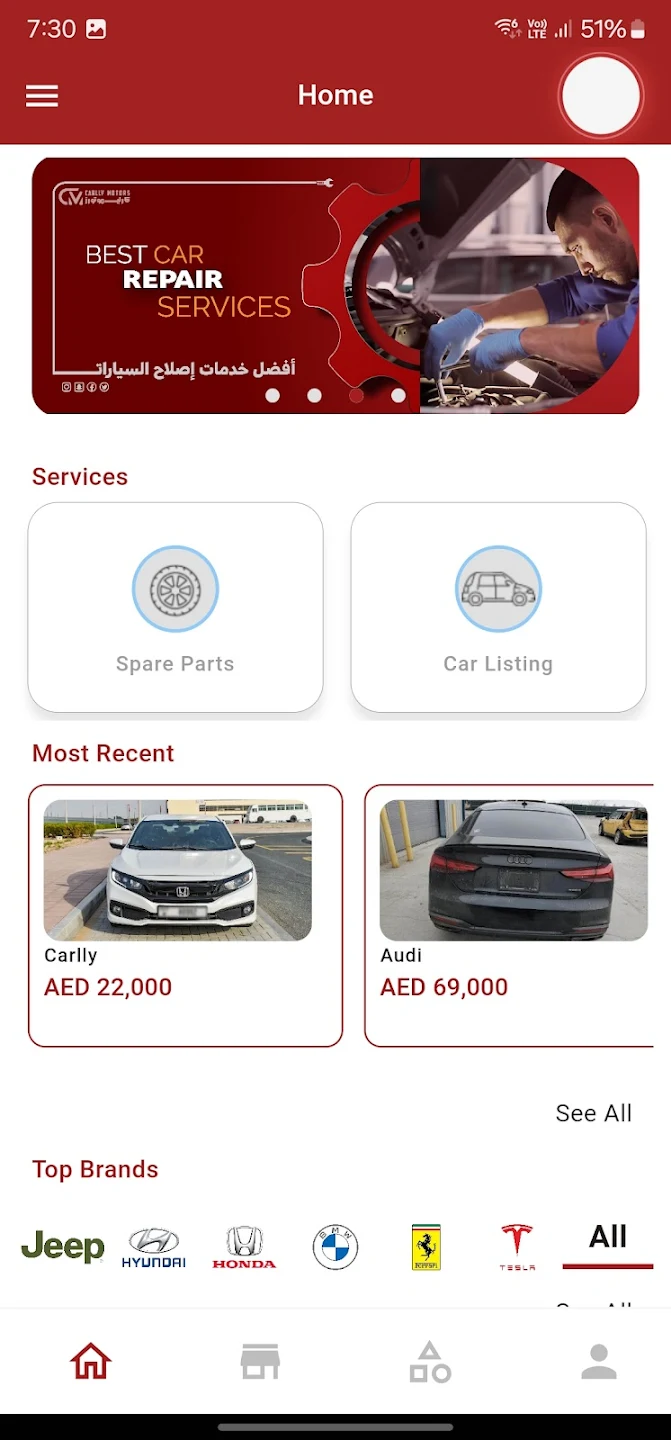 7:30
Vo))
LTE
51%
Home
CARLLY MOTORS
BEST CAR
REPAIR
SERVICES
أفضل خدمات إصلاح السيارات
Services
Spare Parts
Car Listing
Most Recent
Carlly
AED 22,000
Audi
AED 69,000
See All
Top Brands
Jeep
HYUNDAI
HONDA
BMW
Ferrari
TESLA
All